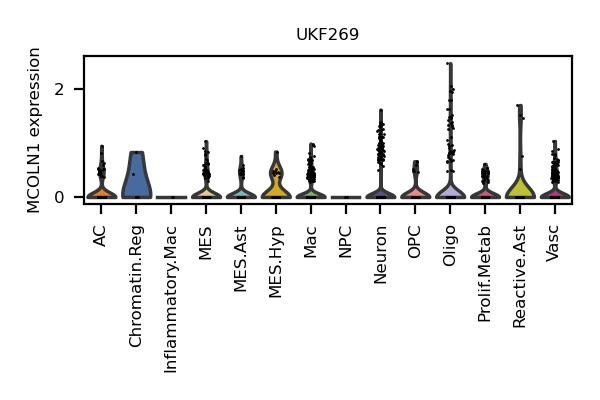 UKF269
MCOLN1 expression
2
0
AC
Chromatin.Reg
Inflammatory.Mac
MES
MES.Ast
MES.Hyp
Mac
NPC
Neuron
OPC
Oligo
Prolif.Metab
Reactive.Ast
Vasc